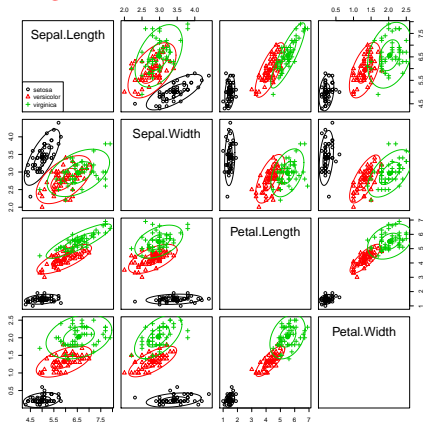 2.0 2.5 3.0 3.5 4.0
0.5 1.5 2.5
Sepal.Length
setosa
versicolor
virginica
4.5 5.5 6.5 7.5
Sepal.Width
2.0 2.5 3.0 3.5 4.0
Petal.Length
1 2 3 4 5 6 7
Petal.Width
0.5 1.0 1.5 2.0 2.5
4.5 5.5 6.5 7.5
1 2 3 4 5 6 7